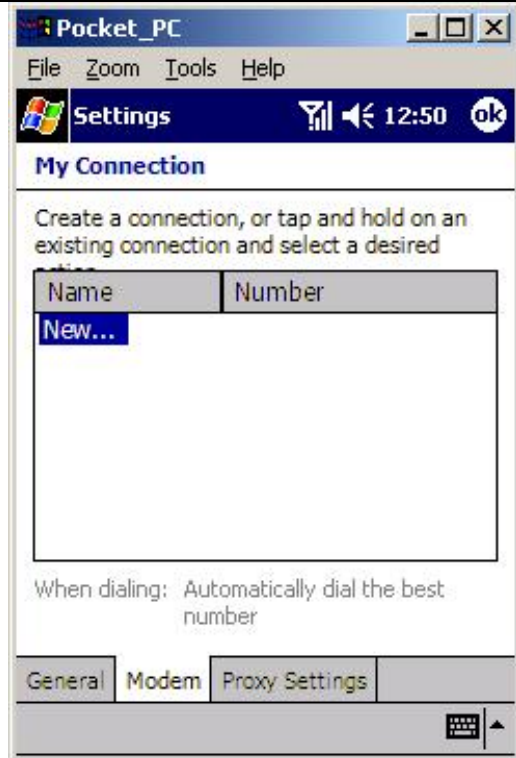 Pocket_PC
File Zoom Tools Help
Settings 12:50 ok
My Connection
Create a connection, or tap and hold on an
existing connection and select a desired
Name Number
New...
When dialing: Automatically dial the best
number
General Modem Proxy Settings